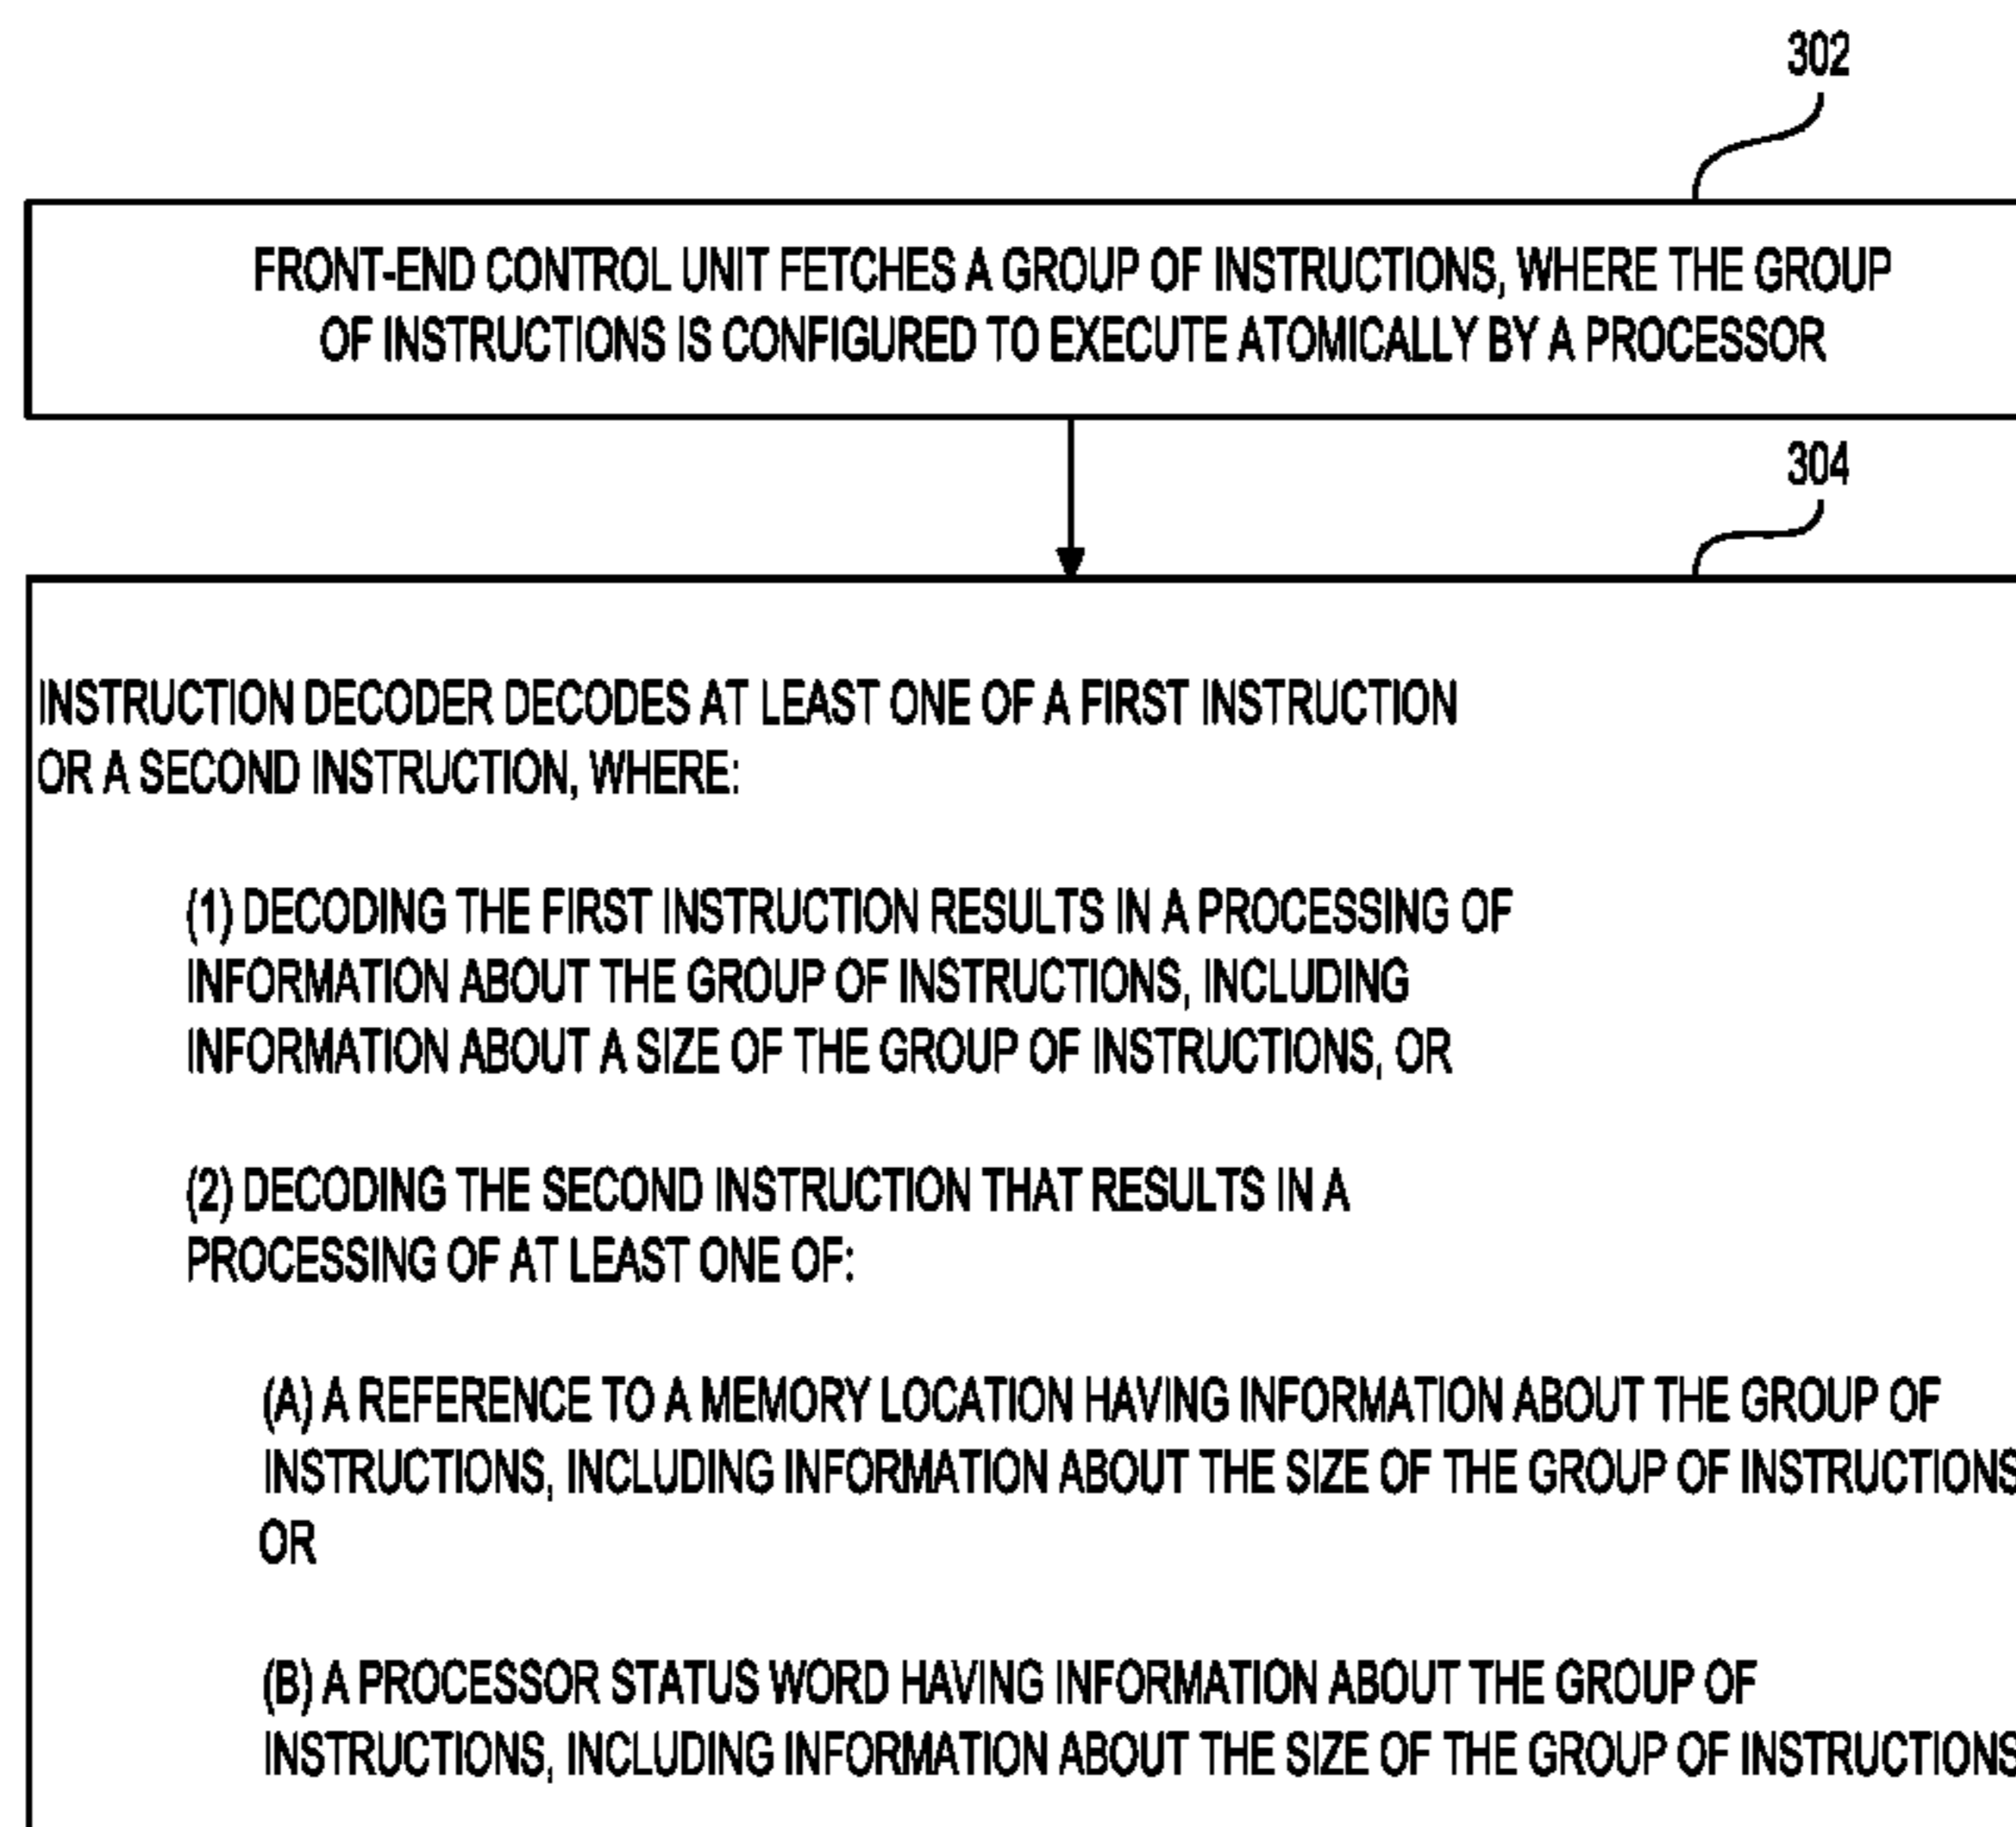 302
FRONT-END CONTROL UNIT FETCHES A GROUP OF INSTRUCTIONS, WHERE THE GROUP
OF INSTRUCTIONS IS CONFIGURED TO EXECUTE ATOMICALLY BY A PROCESSOR
304
INSTRUCTION DECODER DECODES AT LEAST ONE OF A FIRST INSTRUCTION
OR A SECOND INSTRUCTION, WHERE:
(1) DECODING THE FIRST INSTRUCTION RESULTS IN A PROCESSING OF
INFORMATION ABOUT THE GROUP OF INSTRUCTIONS, INCLUDING
INFORMATION ABOUT A SIZE OF THE GROUP OF INSTRUCTIONS, OR
(2) DECODING THE SECOND INSTRUCTION THAT RESULTS IN A
PROCESSING OF AT LEAST ONE OF:
(A) A REFERENCE TO A MEMORY LOCATION HAVING INFORMATION ABOUT THE GROUP OF
INSTRUCTIONS, INCLUDING INFORMATION ABOUT THE SIZE OF THE GROUP OF INSTRUCTIONS
OR
(B) A PROCESSOR STATUS WORD HAVING INFORMATION ABOUT THE GROUP OF
INSTRUCTIONS, INCLUDING INFORMATION ABOUT THE SIZE OF THE GROUP OF INSTRUCTIONS